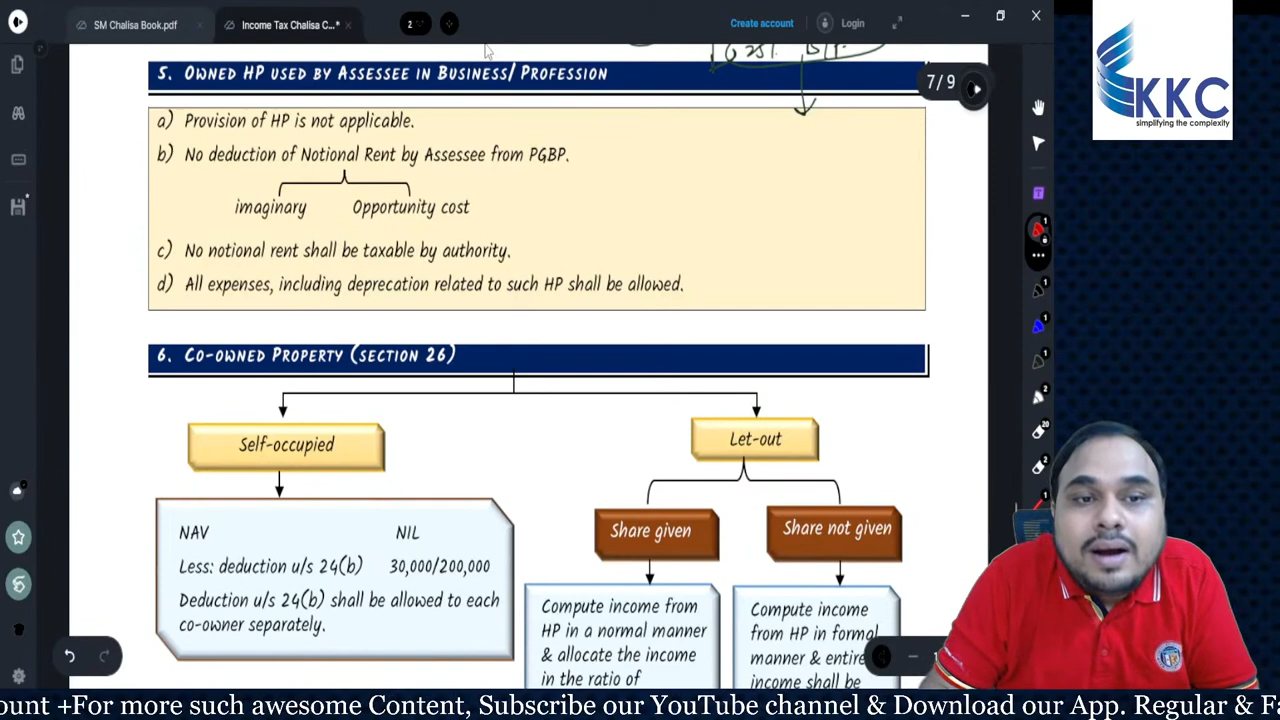 SM Chalisa Book.pdf
Income Tax Chalisa C...*
2
Create account
Login
5. Owned HP used by Assessee in Business/ Profession
7/9
KKC
simplifying the complexity
a) Provision of HP is not applicable.
b) No deduction of Notional Rent by Assessee from PGBP.
imaginary Opportunity cost
c) No notional rent shall be taxable by authority.
d) All expenses, including deprecation related to such HP shall be allowed.
6. Co-owned Property (section 26)
Self-occupied
Let-out
NAV NIL
Less: deduction u/s 24(b) 30,000/200,000
Deduction u/s 24(b) shall be allowed to each
co-owner separately.
Share given
Share not given
Compute income from
HP in a normal manner
& allocate the income
in the ratio of
Compute income
from HP in formal
manner & entire
income shall be
ount +For more such awesome Content, Subscribe our YouTube channel & Download our App. Regular & Fa